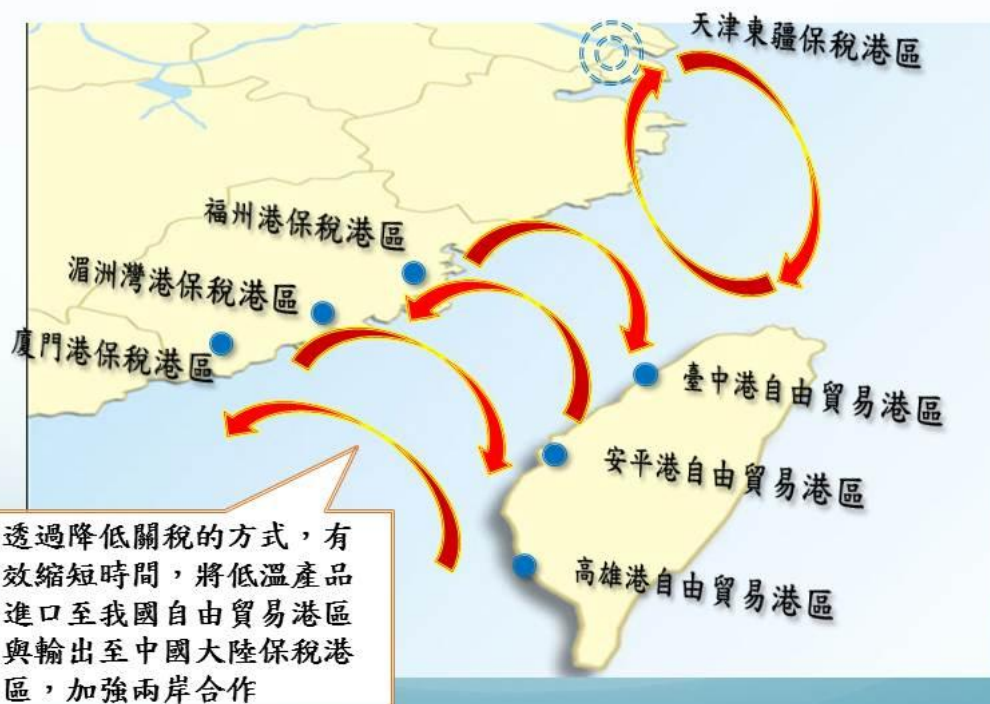 天津東疆保稅港區
福州港保稅港區
湄洲灣港保稅港區
廈門港保稅港區
臺中港自由貿易港區
安平港自由貿易港區
高雄港自由貿易港區
透過降低關稅的方式，有
效縮短時間，將低溫產品
進口至我國自由貿易港區
與輸出至中國大陸保稅港
區，加強兩岸合作